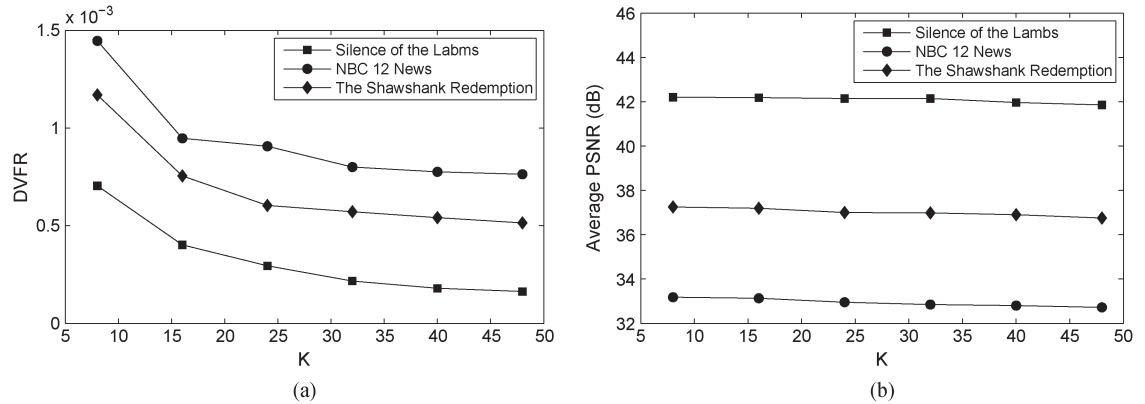 1.5 x 10⁻³
Silence of the Labms
NBC 12 News
The Shawshank Redemption
1
0.5
0
DVFR
5 10 15 20 25 30 35 40 45 50
K
(a)
46
Silence of the Lambs
NBC 12 News
The Shawshank Redemption
44
42
40
38
36
34
33
32
Average PSNR (dB)
5 10 15 20 25 30 35 40 45 50
K
(b)